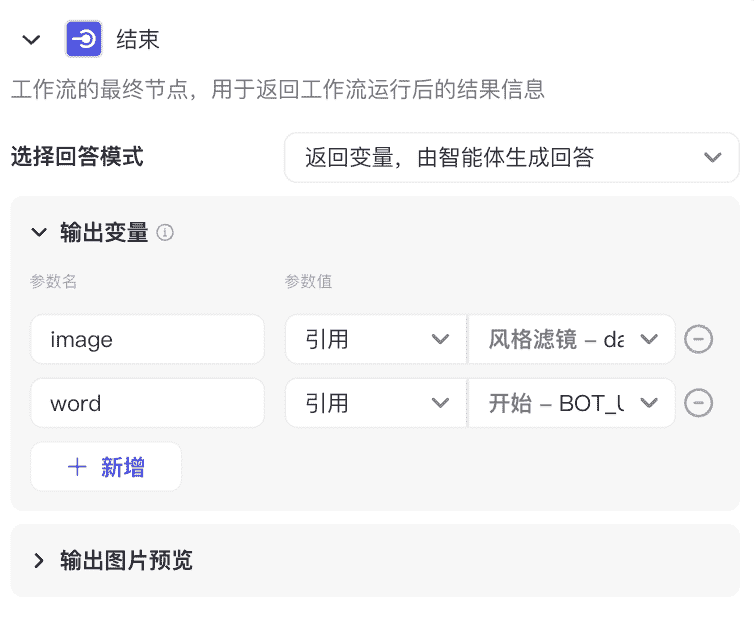 结束
工作流的最终节点，用于返回工作流运行后的结果信息
选择回答模式 返回变量，由智能体生成回答
输出变量
参数名 参数值
image 引用 风格滤镜 – da
word 引用 开始 – BOT_U
新增
输出图片预览